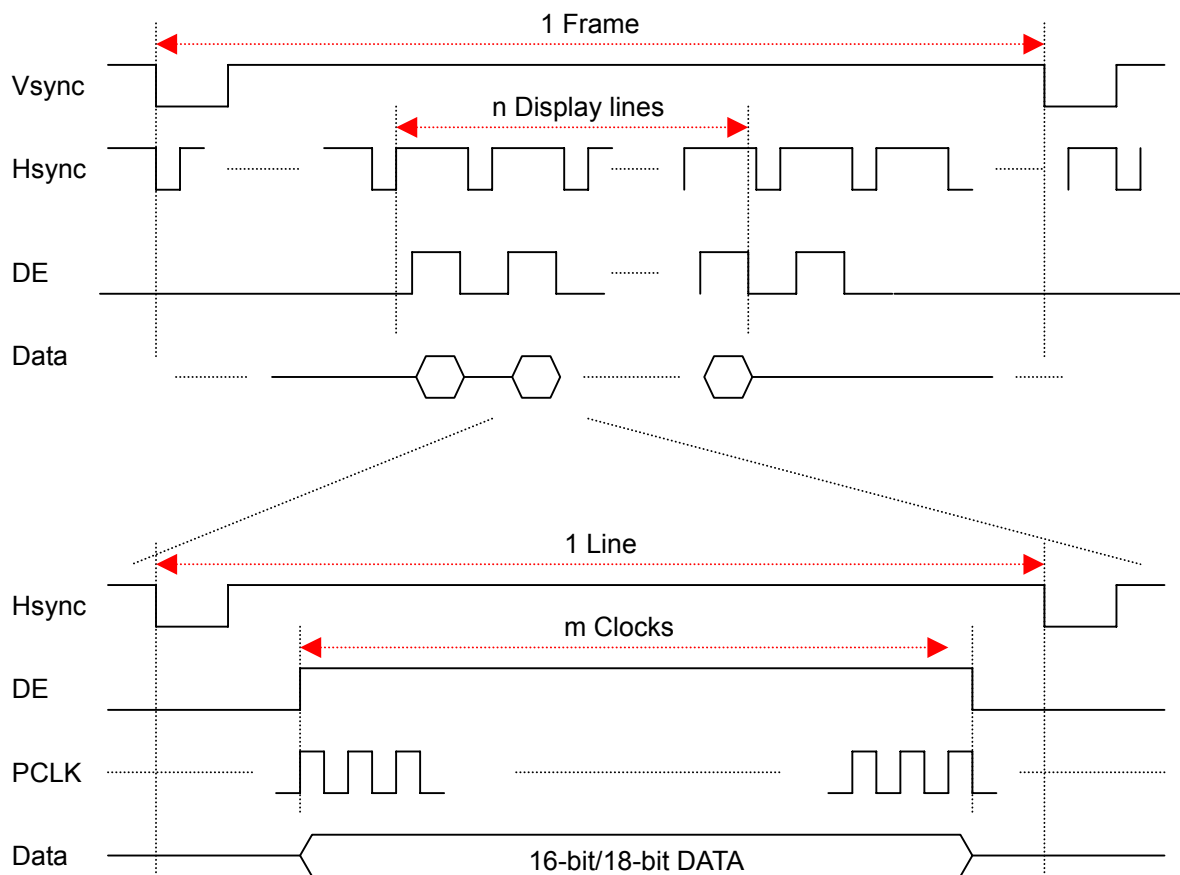 1 Frame
Vsync
n Display lines
Hsync
DE
Data
1 Line
Hsync
m Clocks
DE
PCLK
Data
16-bit/18-bit DATA